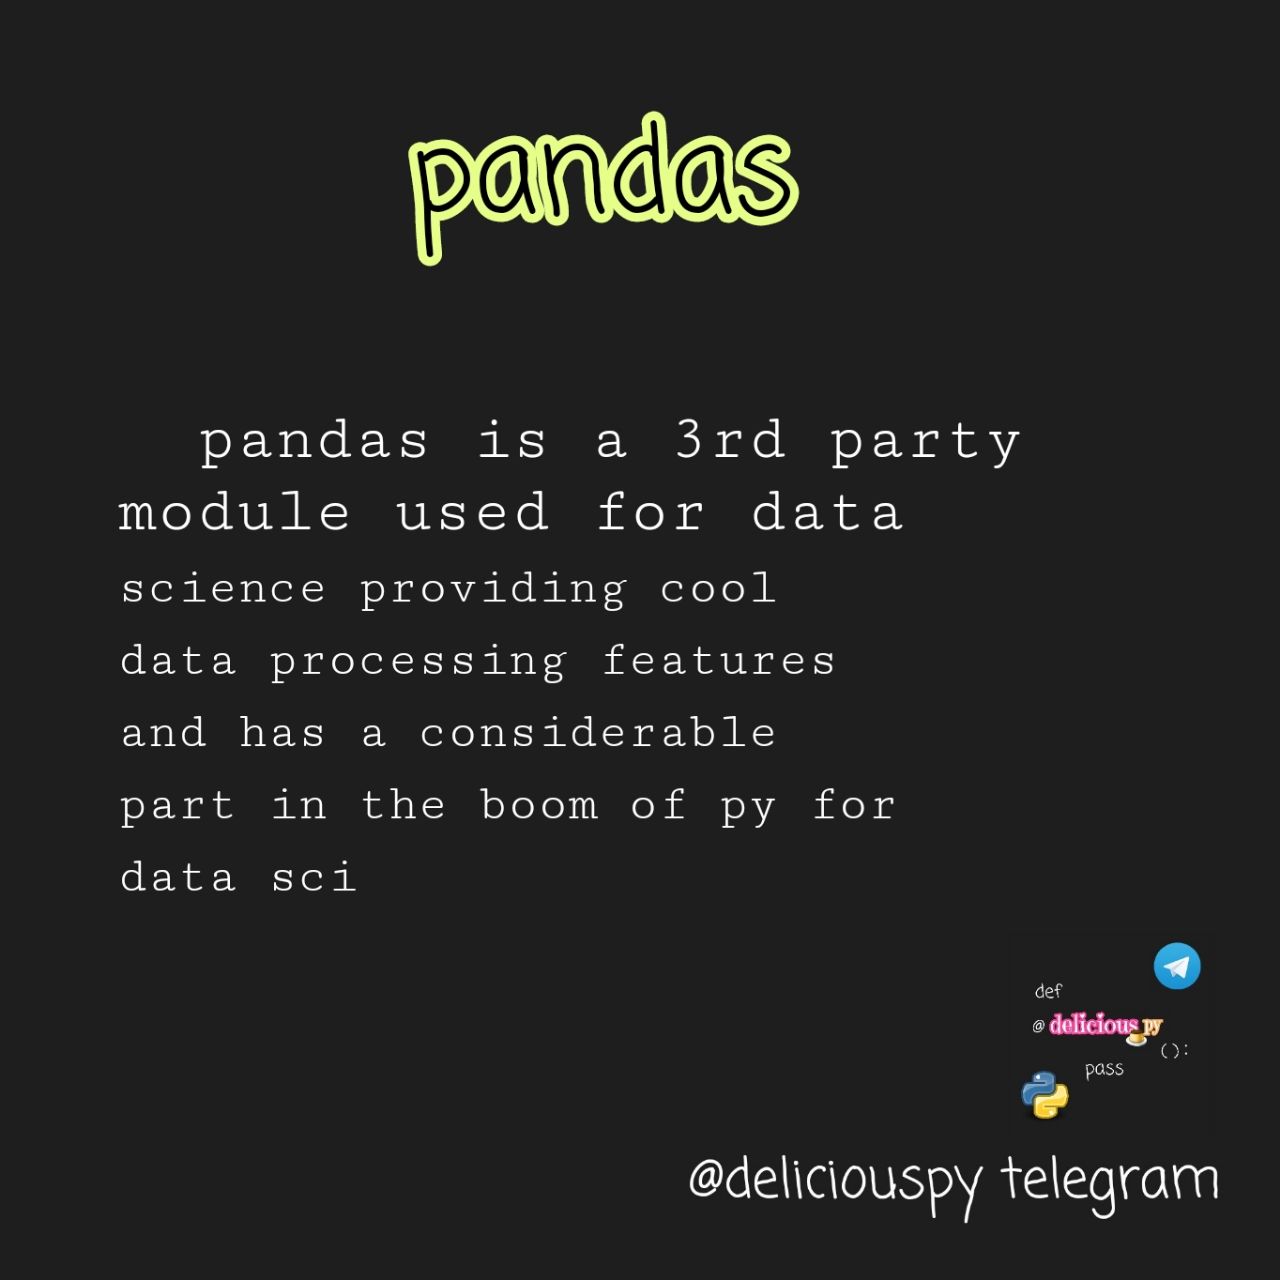 pandas
pandas is a 3rd party
module used for data
science providing cool
data processing features
and has a considerable
part in the boom of py for
data sci
def
@ delicious py
():
pass
@deliciouspy telegram